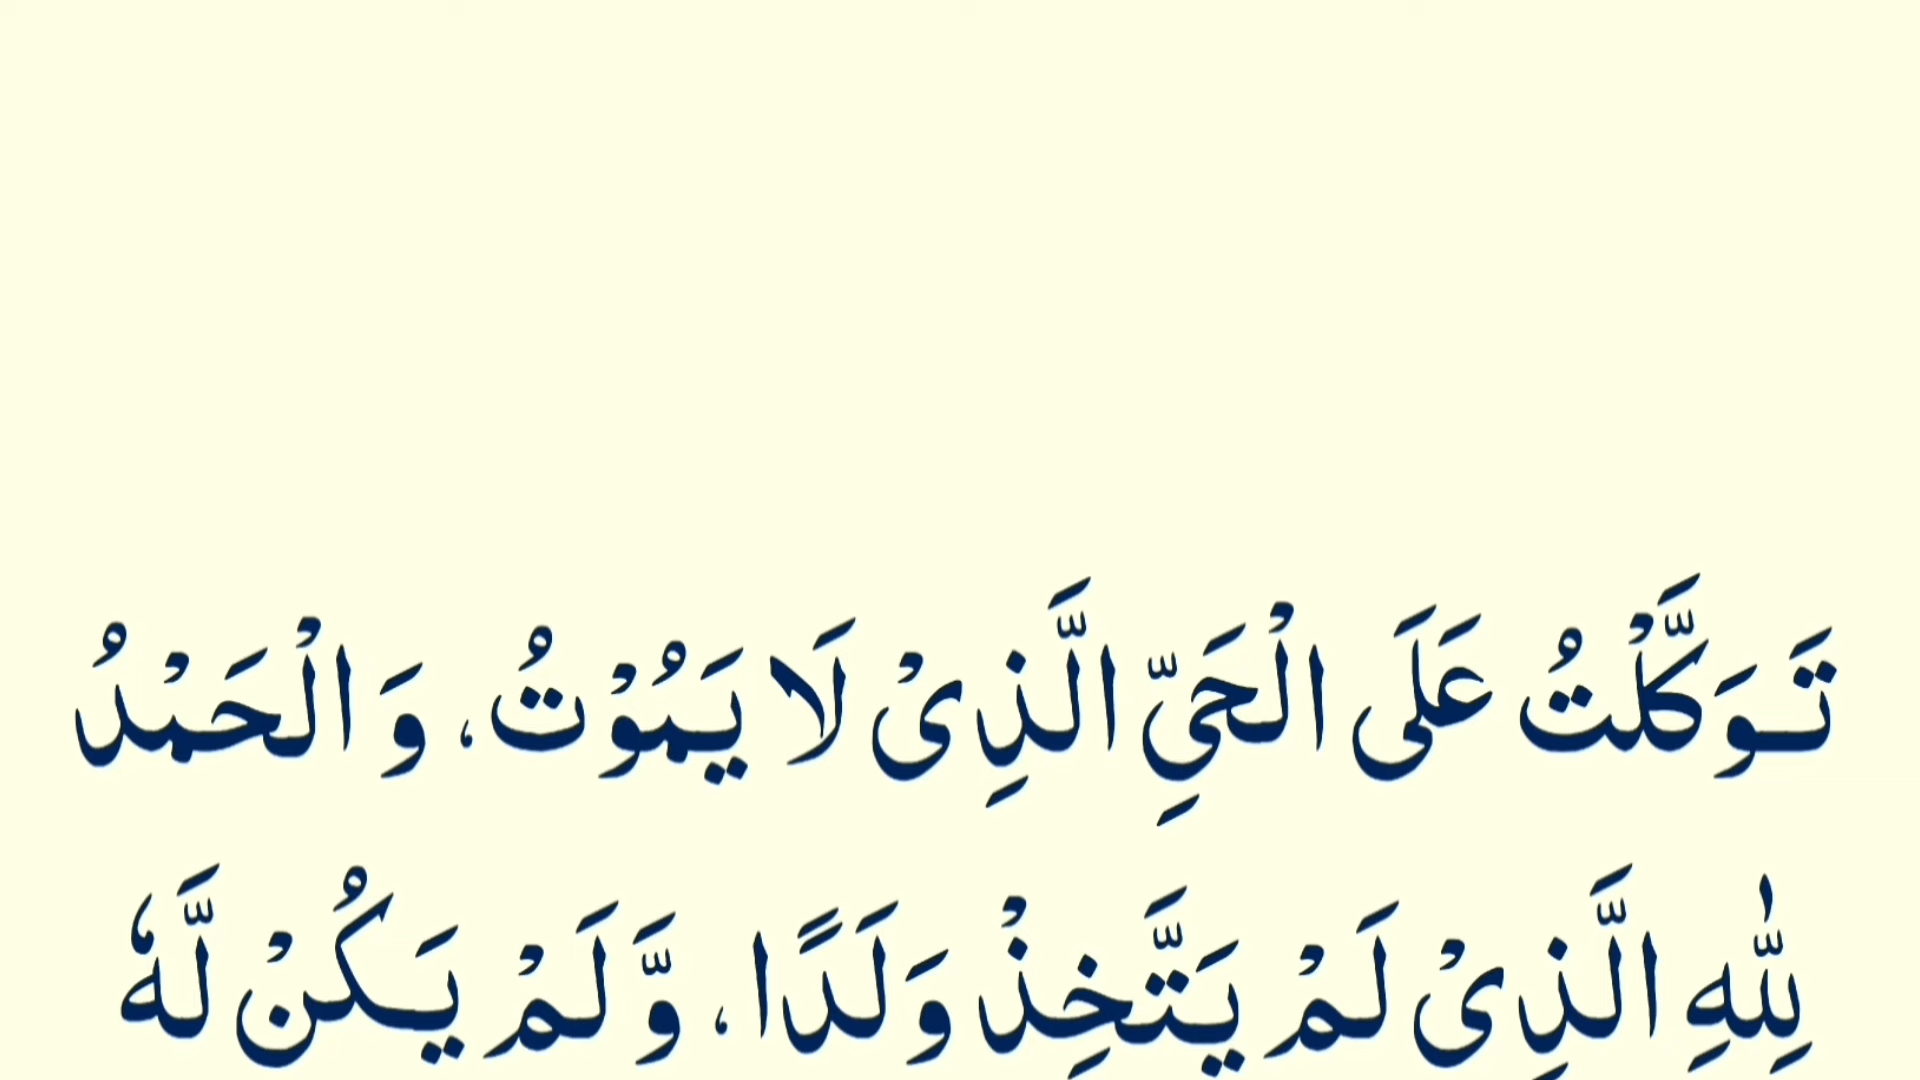 تَوَكَّلْتُ عَلَى الْحَيِّ الَّذِىْ لَا يَمُوْتُ، وَ الْحَمْدُ
لِلّٰهِ الَّذِىْ لَمْ يَتَّخِذْ وَلَدًا، وَّلَمْ يَكُنْ لَّهٗ